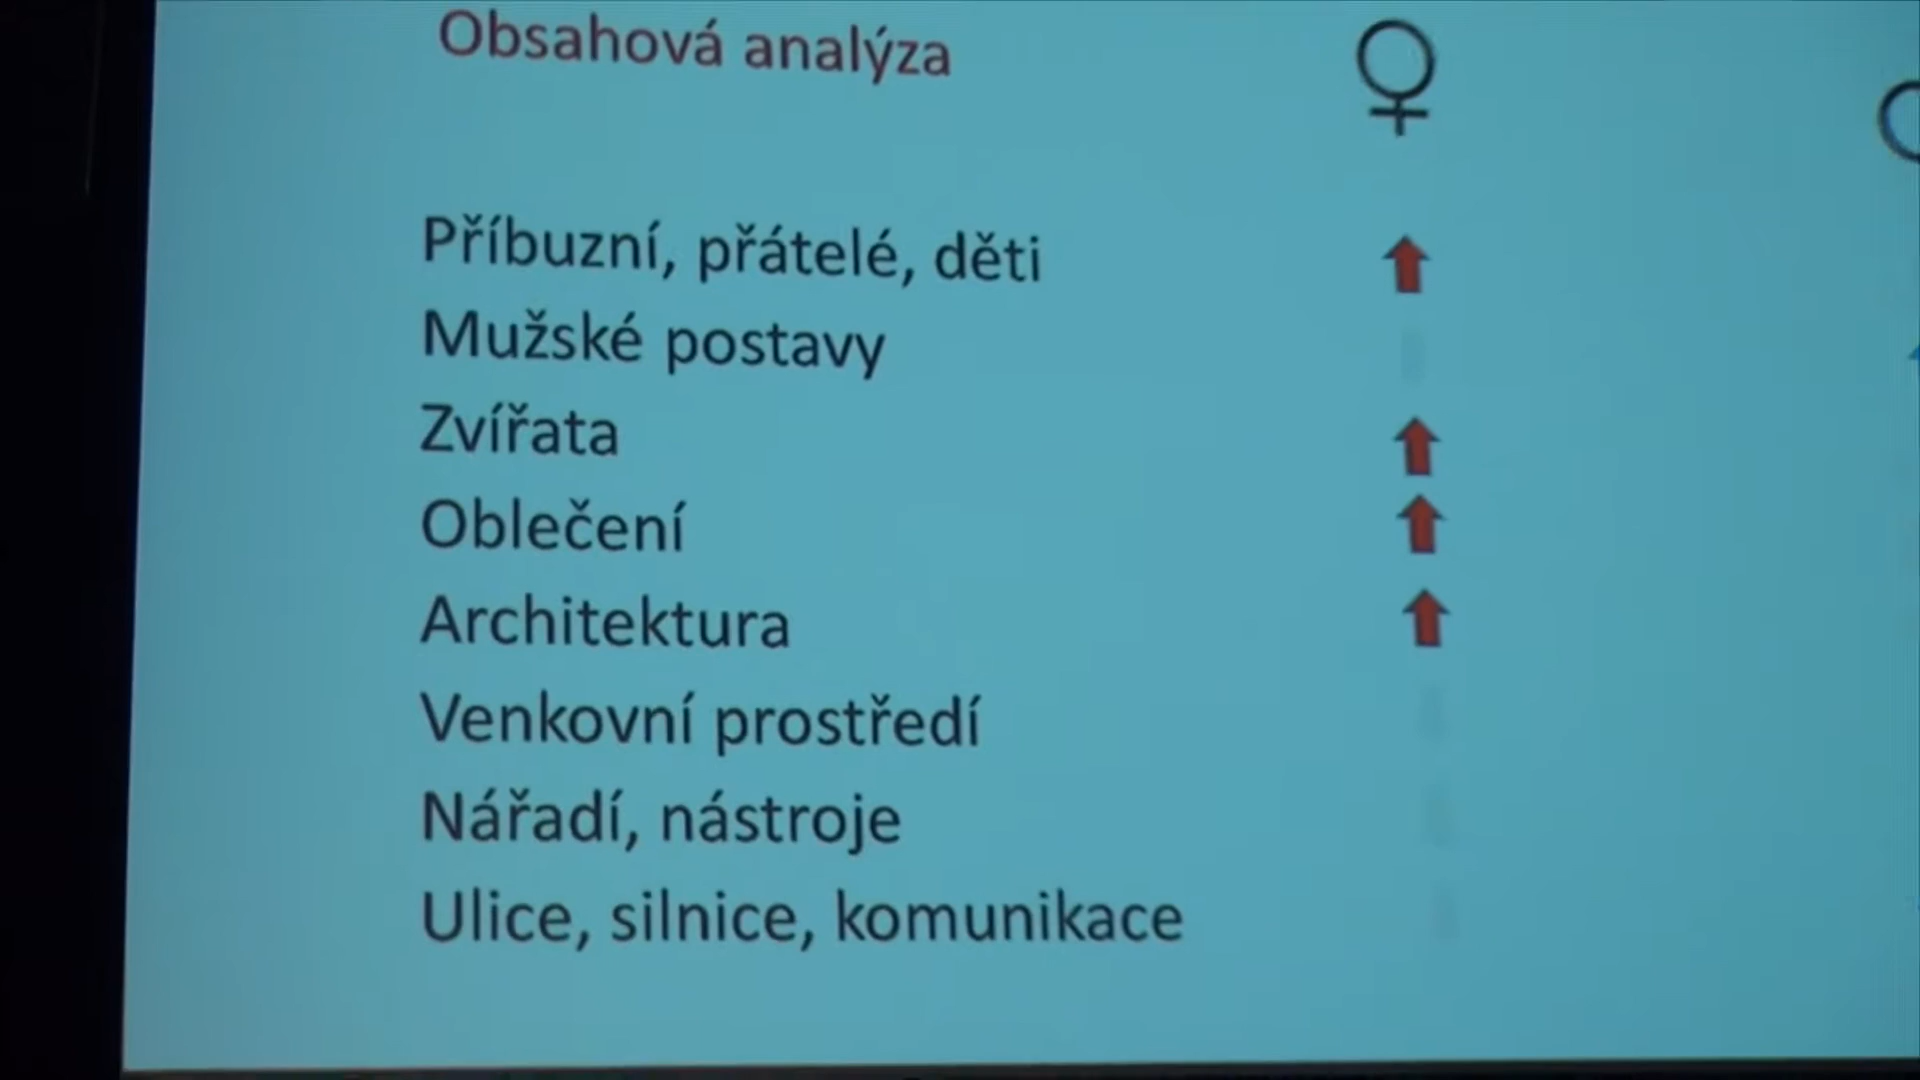 Obsahová analýza
Příbuzní, přátelé, děti
Mužské postavy
Zvířata
Oblečení
Architektura
Venkovní prostředí
Nářadí, nástroje
Ulice, silnice, komunikace